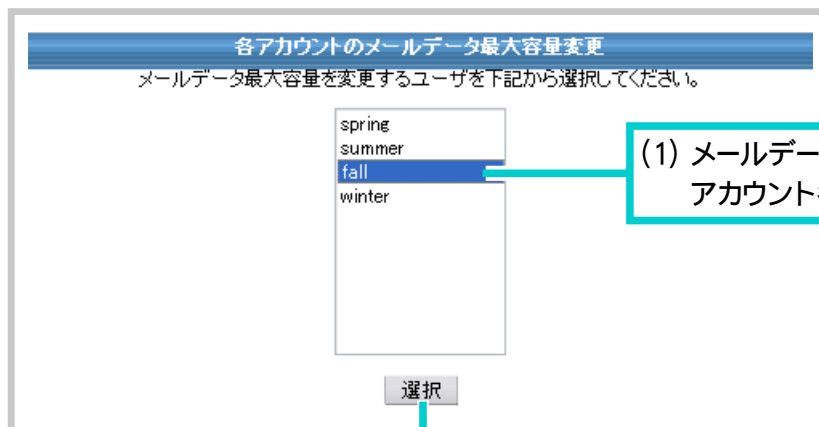 各アカウントのメールデータ最大容量変更
メールデータ最大容量を変更するユーザを下記から選択してください。
spring
summer
fall
winter
(1) メールデー
アカウント
選択